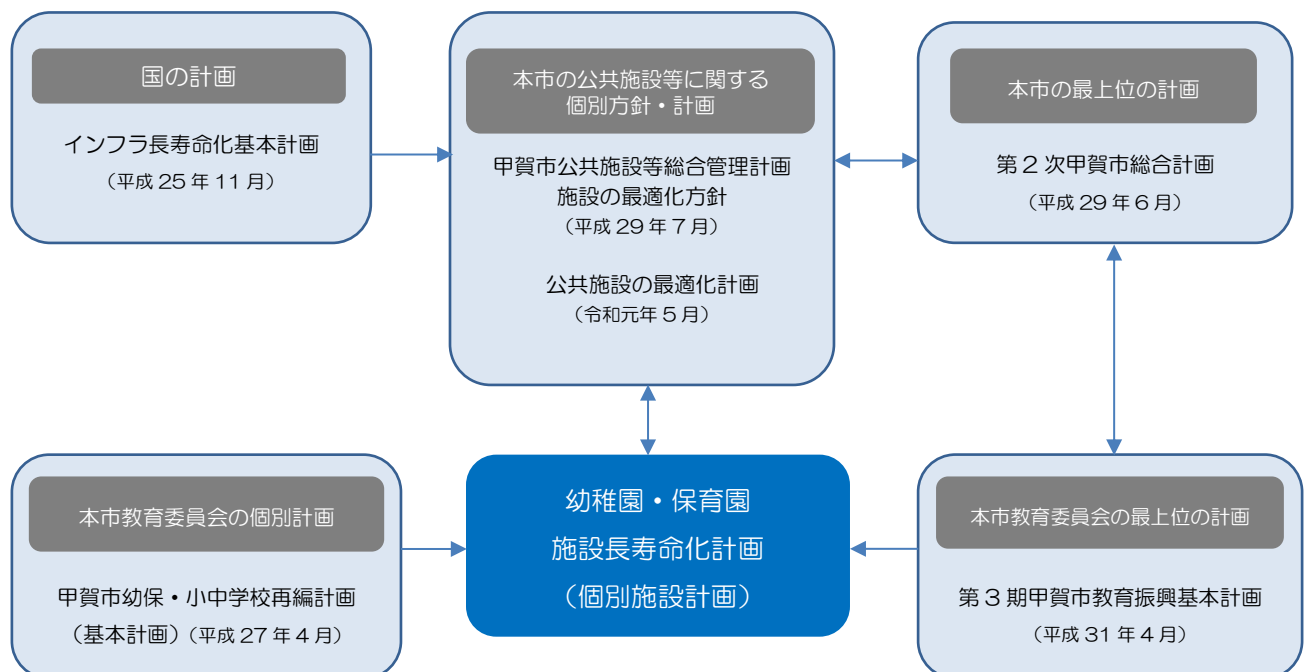 国の計画
インフラ長寿命化基本計画
（平成 25 年 11 月）
本市の公共施設等に関する
個別方針・計画
甲賀市公共施設等総合管理計画
施設の最適化方針
（平成 29 年 7 月）
公共施設の最適化計画
（令和元年 5 月）
本市の最上位の計画
第 2 次甲賀市総合計画
（平成 29 年 6 月）
本市教育委員会の個別計画
甲賀市幼保・小中学校再編計画
（基本計画）（平成 27 年 4 月）
幼稚園・保育園
施設長寿命化計画
（個別施設計画）
本市教育委員会の最上位の計画
第 3 期甲賀市教育振興基本計画
（平成 31 年 4 月）